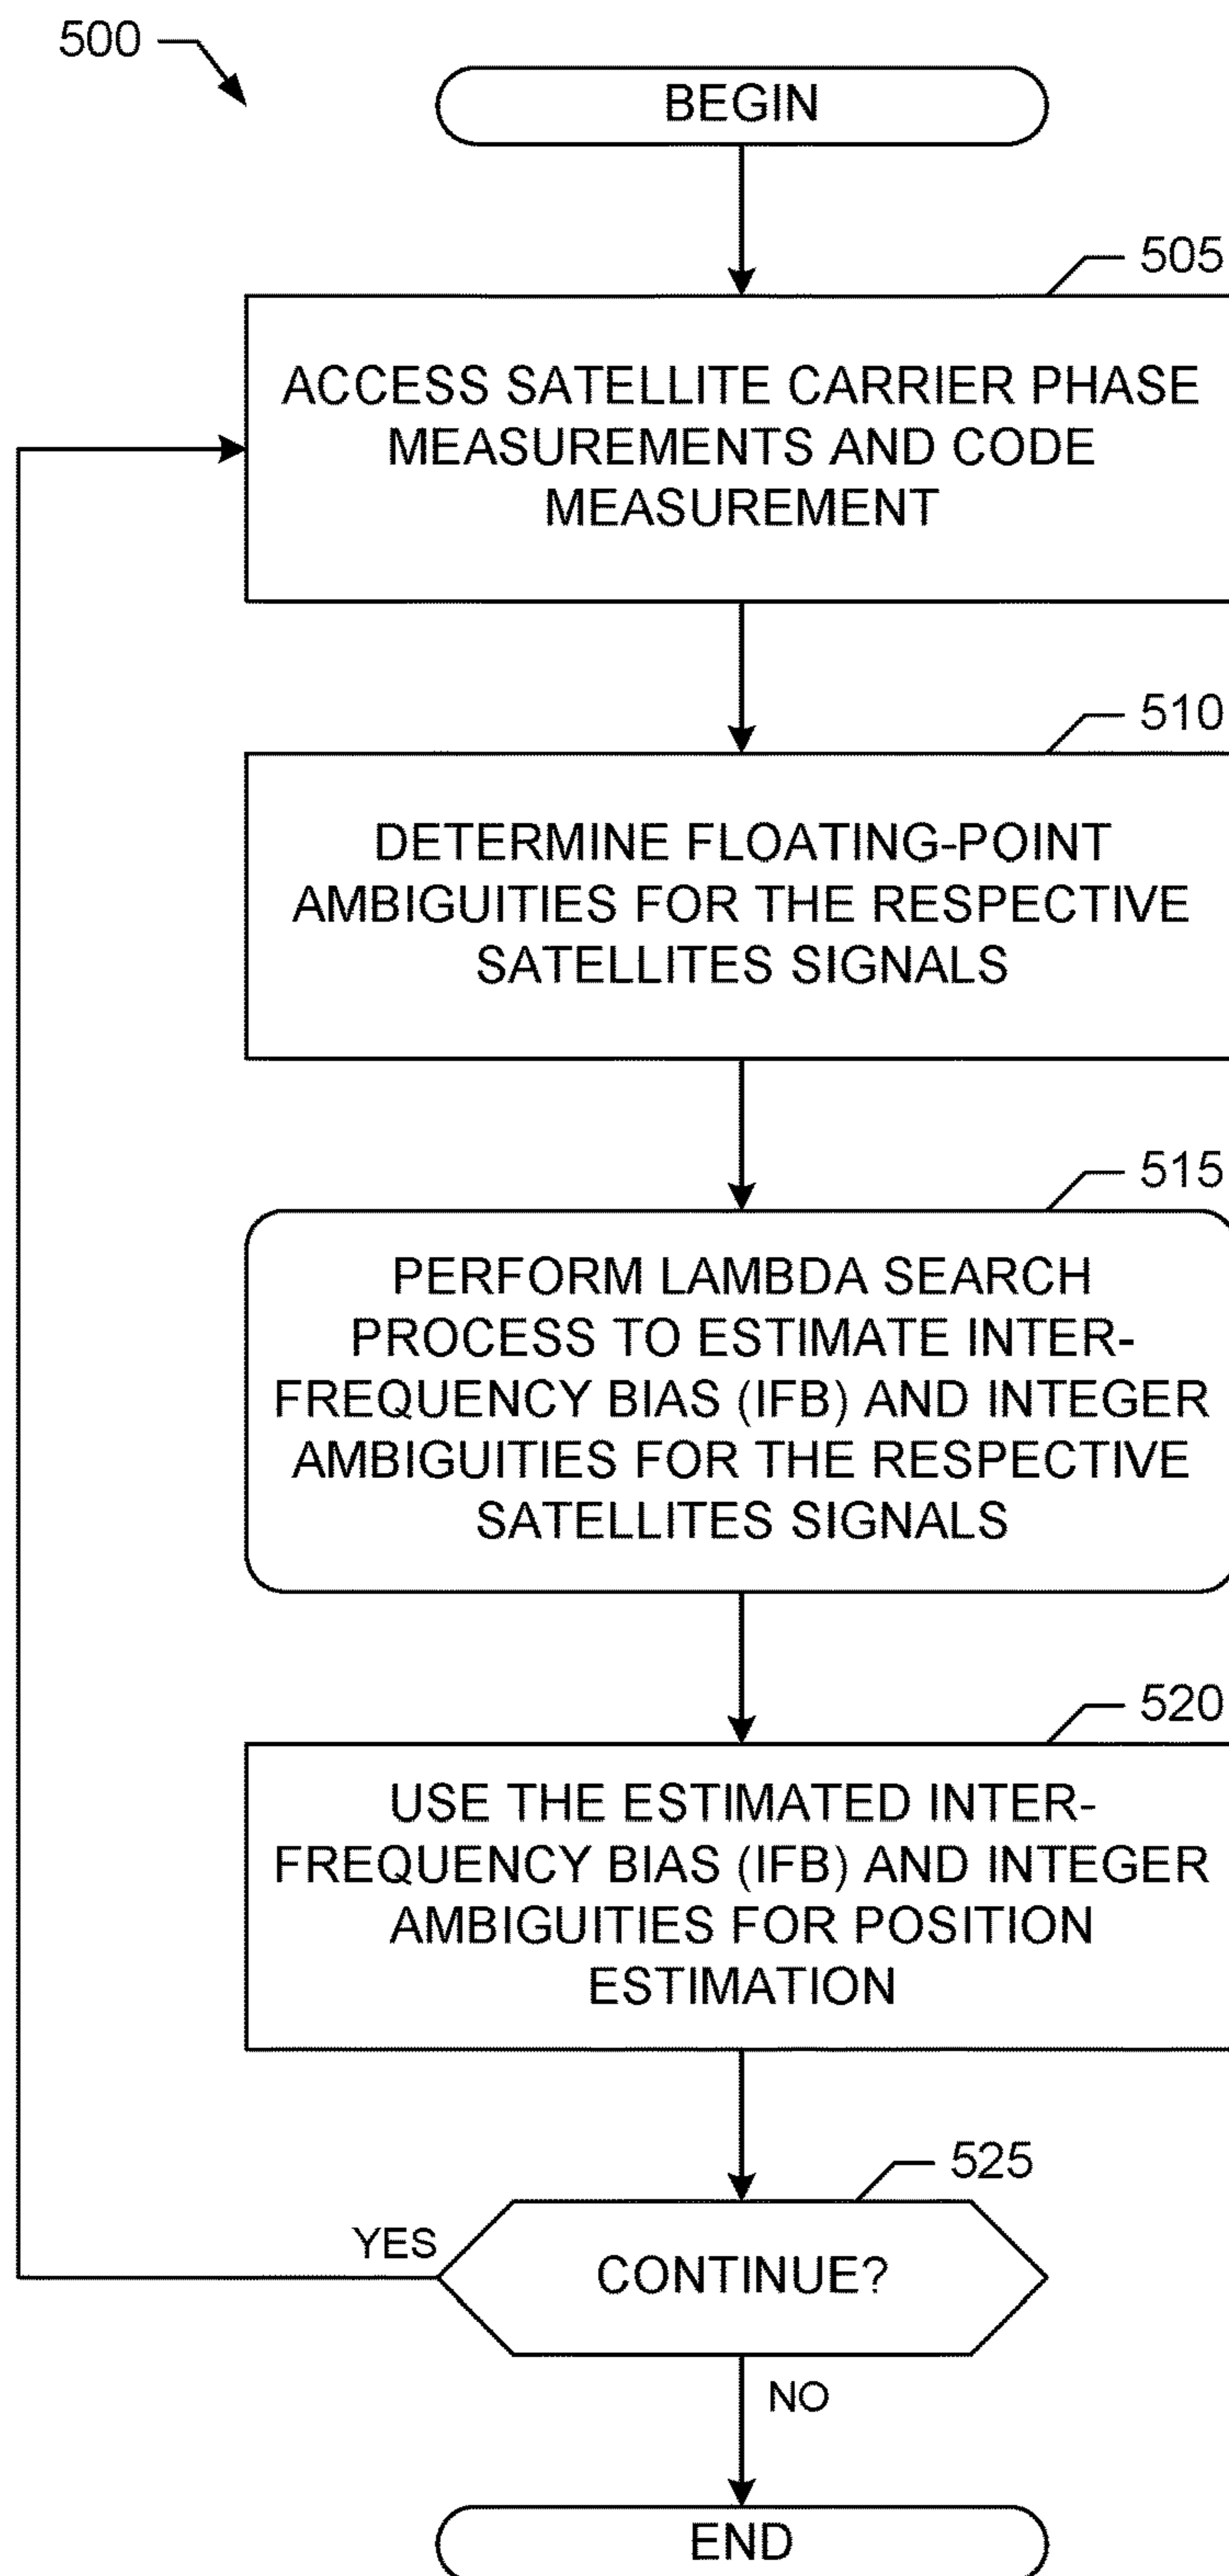 500
BEGIN
505
ACCESS SATELLITE CARRIER PHASE
MEASUREMENTS AND CODE
MEASUREMENT
510
DETERMINE FLOATING-POINT
AMBIGUITIES FOR THE RESPECTIVE
SATELLITES SIGNALS
515
PERFORM LAMBDA SEARCH
PROCESS TO ESTIMATE INTER-
FREQUENCY BIAS (IFB) AND INTEGER
AMBIGUITIES FOR THE RESPECTIVE
SATELLITES SIGNALS
520
USE THE ESTIMATED INTER-
FREQUENCY BIAS (IFB) AND INTEGER
AMBIGUITIES FOR POSITION
ESTIMATION
525
YES
CONTINUE?
NO
END